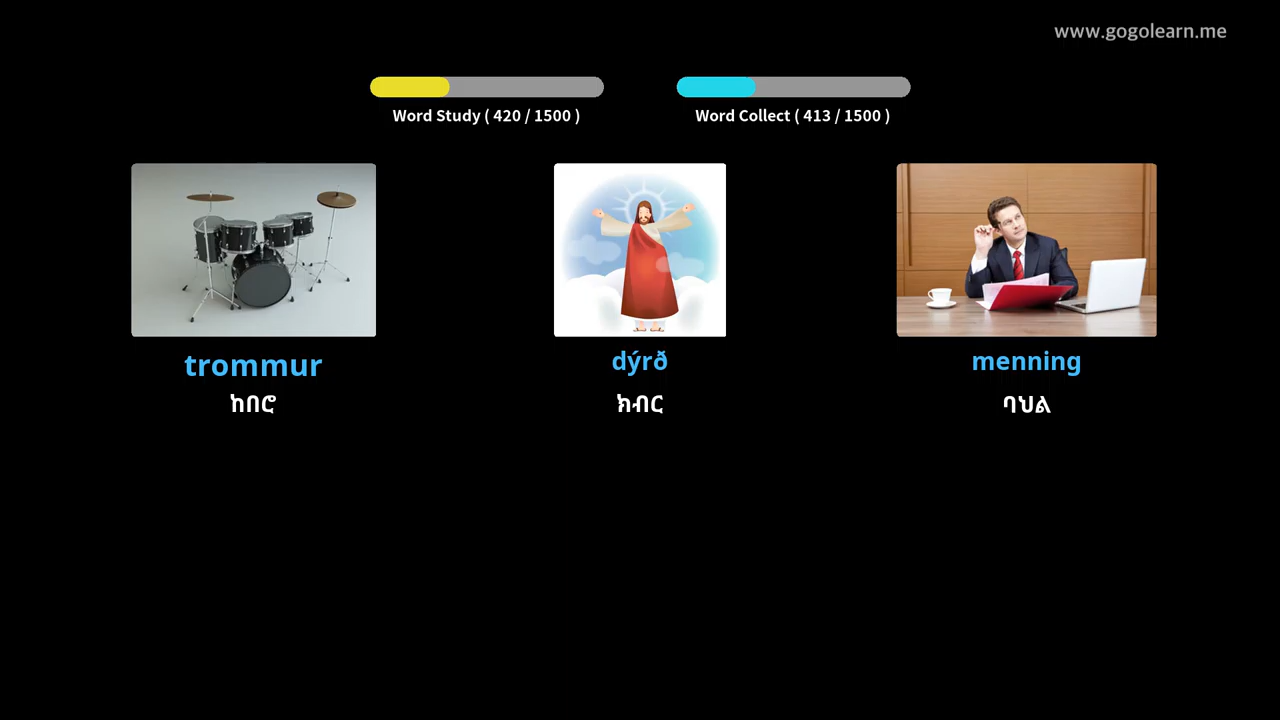 www.gogolearn.me
Word Study ( 420 / 1500 )
Word Collect ( 413 / 1500 )
trommur
dýrð
menning
ከበሮ
ክብር
ባህል